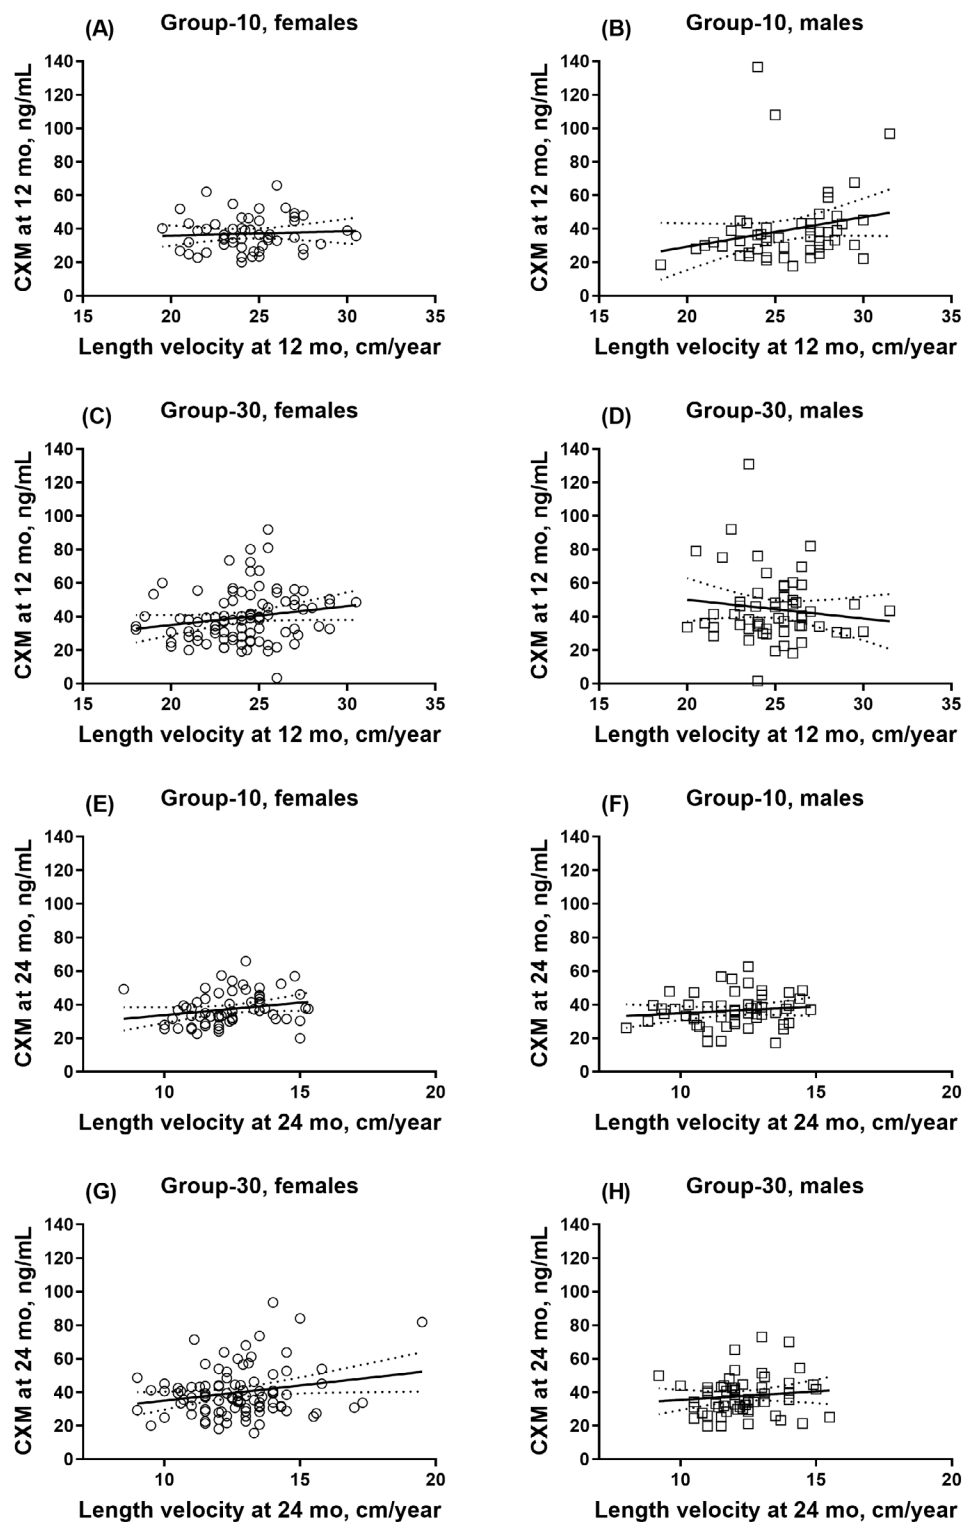 (A) Group-10, females
CXM at 12 mo, ng/mL
140
120
100
80
60
40
20
0
15 20 25 30 35
Length velocity at 12 mo, cm/year
(B) Group-10, males
CXM at 12 mo, ng/mL
140
120
100
80
60
40
20
0
15 20 25 30 35
Length velocity at 12 mo, cm/year
(C) Group-30, females
CXM at 12 mo, ng/mL
140
120
100
80
60
40
20
0
15 20 25 30 35
Length velocity at 12 mo, cm/year
(D) Group-30, males
CXM at 12 mo, ng/mL
140
120
100
80
60
40
20
0
15 20 25 30 35
Length velocity at 12 mo, cm/year
(E) Group-10, females
CXM at 24 mo, ng/mL
140
120
100
80
60
40
20
0
10 15 20
Length velocity at 24 mo, cm/year
(F) Group-10, males
CXM at 24 mo, ng/mL
140
120
100
80
60
40
20
0
10 15 20
Length velocity at 24 mo, cm/year
(G) Group-30, females
CXM at 24 mo, ng/mL
140
120
100
80
60
40
20
0
10 15 20
Length velocity at 24 mo, cm/year
(H) Group-30, males
CXM at 24 mo, ng/mL
140
120
100
80
60
40
20
0
10 15 20
Length velocity at 24 mo, cm/year